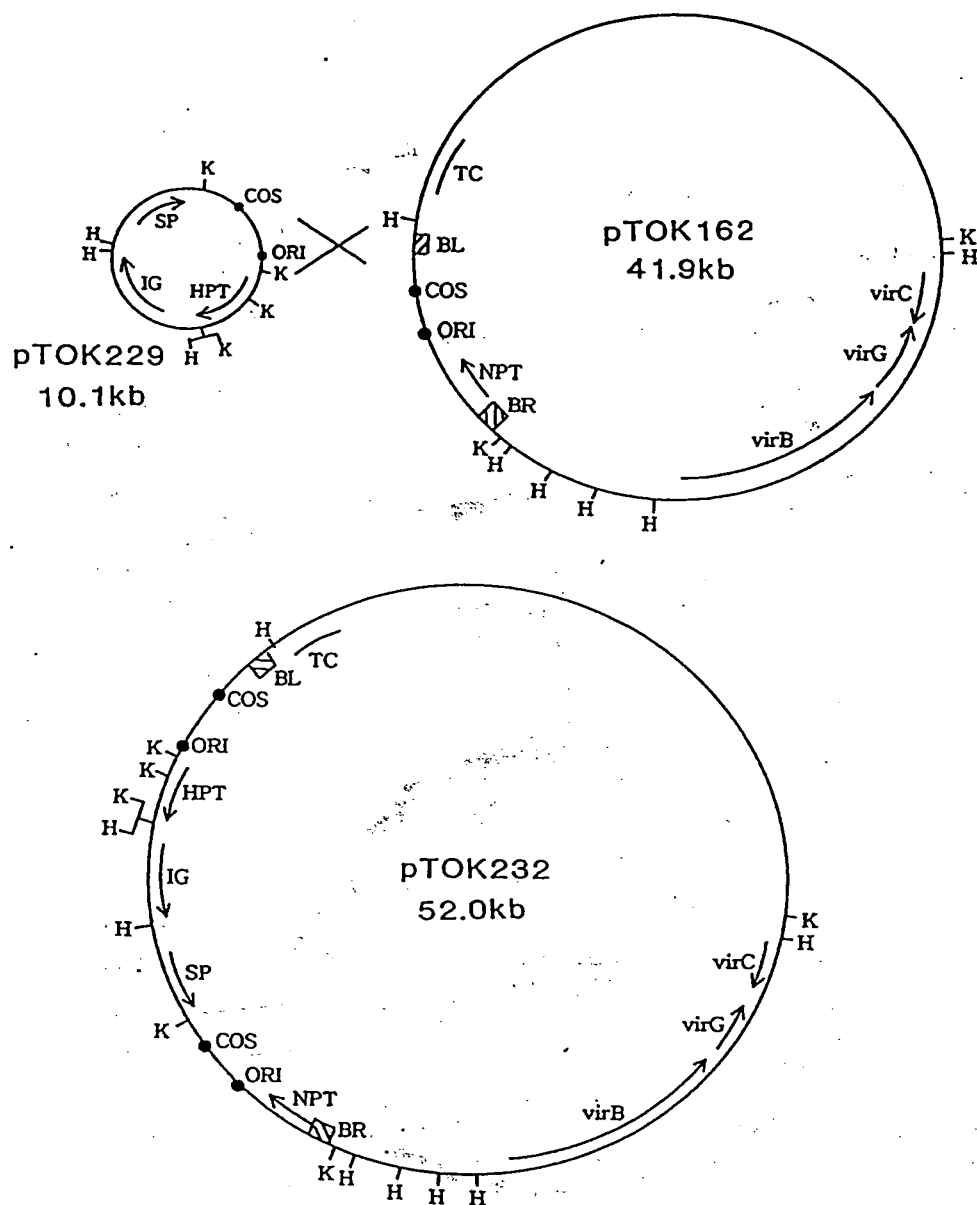 K
COS
SP
H
H
ORI
K
IG
HPT
K
H
K
pTOK229
10.1kb
TC
H
BL
COS
ORI
NPT
BR
K
H
H
H
H
pTOK162
41.9kb
K
H
virC
virG
virB
H
TC
BL
COS
K
ORI
K
HPT
K
H
IG
H
SP
K
COS
ORI
NPT
BR
K
H
H
H
H
pTOK232
52.0kb
K
H
virC
virG
virB